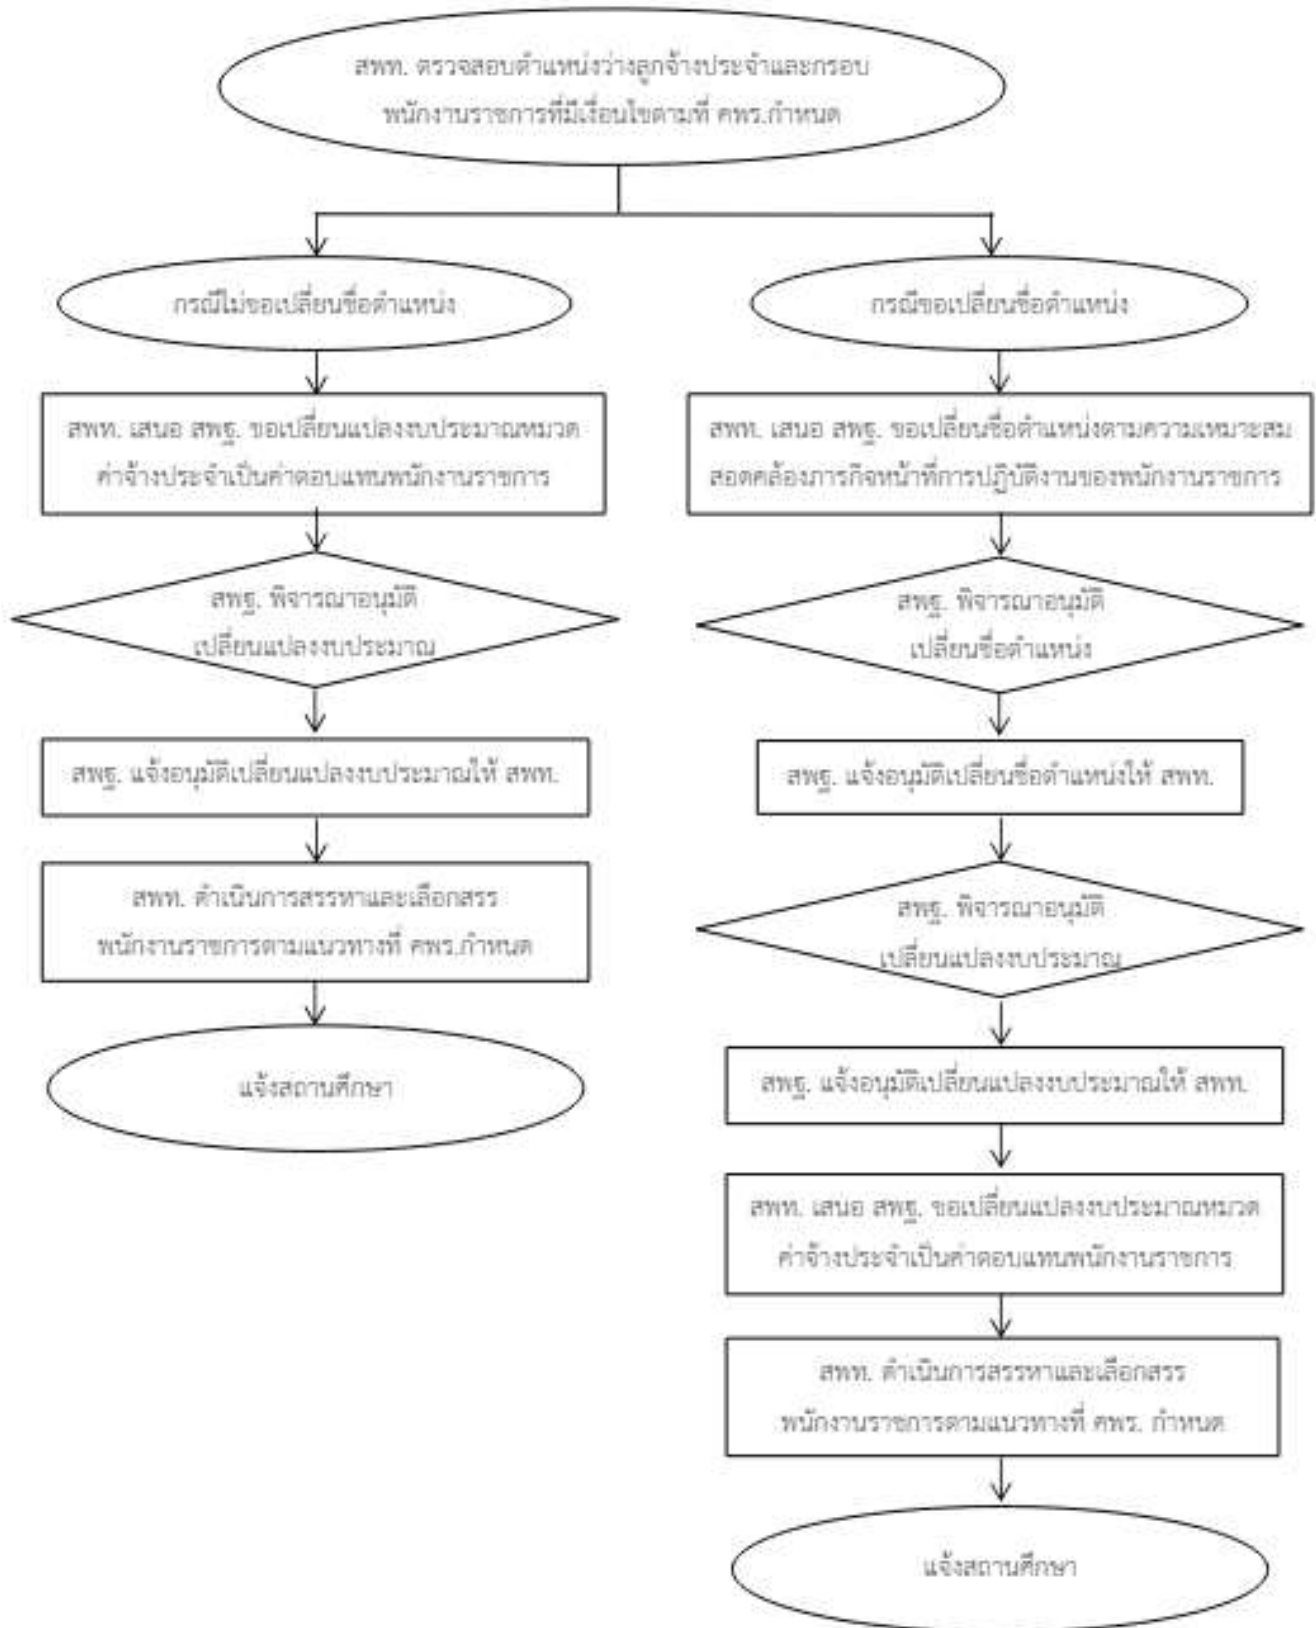 สพท. ตรวจสอบตำแหน่งว่างลูกจ้างประจำและกรอบ
พนักงานราชการที่มีเงื่อนไขตามที่ คพร.กำหนด
กรณีไม่ขอเปลี่ยนชื่อตำแหน่ง
สพท. เสนอ สพฐ. ขอเปลี่ยนแปลงงบประมาณหมวด
ค่าจ้างประจำเป็นค่าตอบแทนพนักงานราชการ
สพฐ. พิจารณาอนุมัติ
เปลี่ยนแปลงงบประมาณ
สพฐ. แจ้งอนุมัติเปลี่ยนแปลงงบประมาณให้ สพท.
สพท. ดำเนินการสรรหาและเลือกสรร
พนักงานราชการตามแนวทางที่ คพร.กำหนด
แจ้งสถานศึกษา
กรณีขอเปลี่ยนชื่อตำแหน่ง
สพท. เสนอ สพฐ. ขอเปลี่ยนชื่อตำแหน่งตามความเหมาะสม
สอดคล้องภารกิจหน้าที่การปฏิบัติงานของพนักงานราชการ
สพฐ. พิจารณาอนุมัติ
เปลี่ยนชื่อตำแหน่ง
สพฐ. แจ้งอนุมัติเปลี่ยนชื่อตำแหน่งให้ สพท.
สพฐ. พิจารณาอนุมัติ
เปลี่ยนแปลงงบประมาณ
สพฐ. แจ้งอนุมัติเปลี่ยนแปลงงบประมาณให้ สพท.
สพท. เสนอ สพฐ. ขอเปลี่ยนแปลงงบประมาณหมวด
ค่าจ้างประจำเป็นค่าตอบแทนพนักงานราชการ
สพท. ดำเนินการสรรหาและเลือกสรร
พนักงานราชการตามแนวทางที่ คพร. กำหนด
แจ้งสถานศึกษา